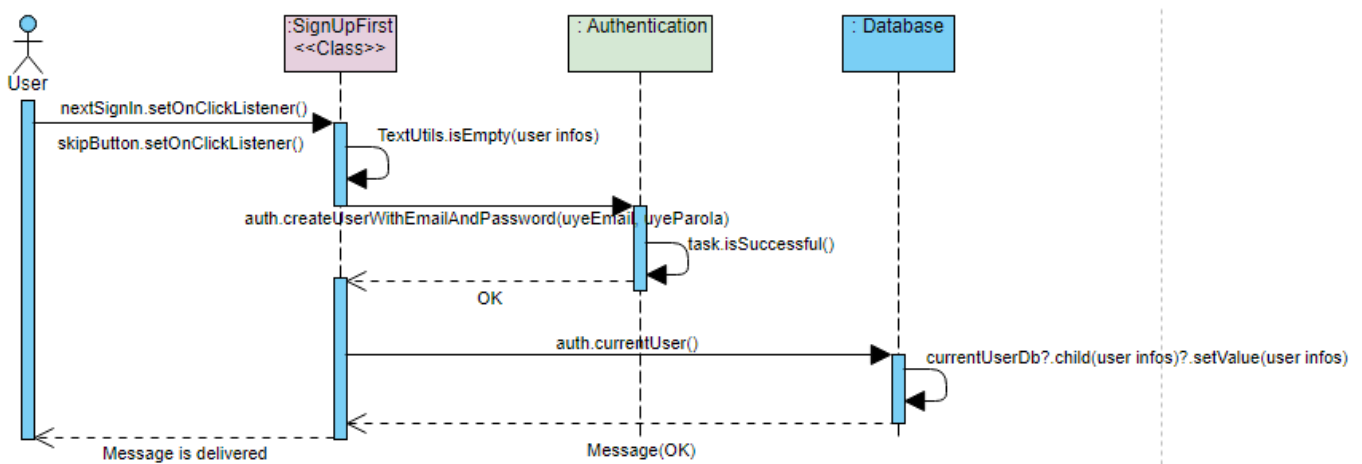 :SignUpFirst
<<Class>>
: Authentication
: Database
User
nextSignIn.setOnClickListener()
skipButton.setOnClickListener()
TextUtils.isEmpty(user infos)
auth.createUserWithEmailAndPassword(uyeEmail, uyeParola)
task.isSuccessful()
OK
auth.currentUser()
currentUserDb?.child(user infos)?.setValue(user infos)
Message(OK)
Message is delivered